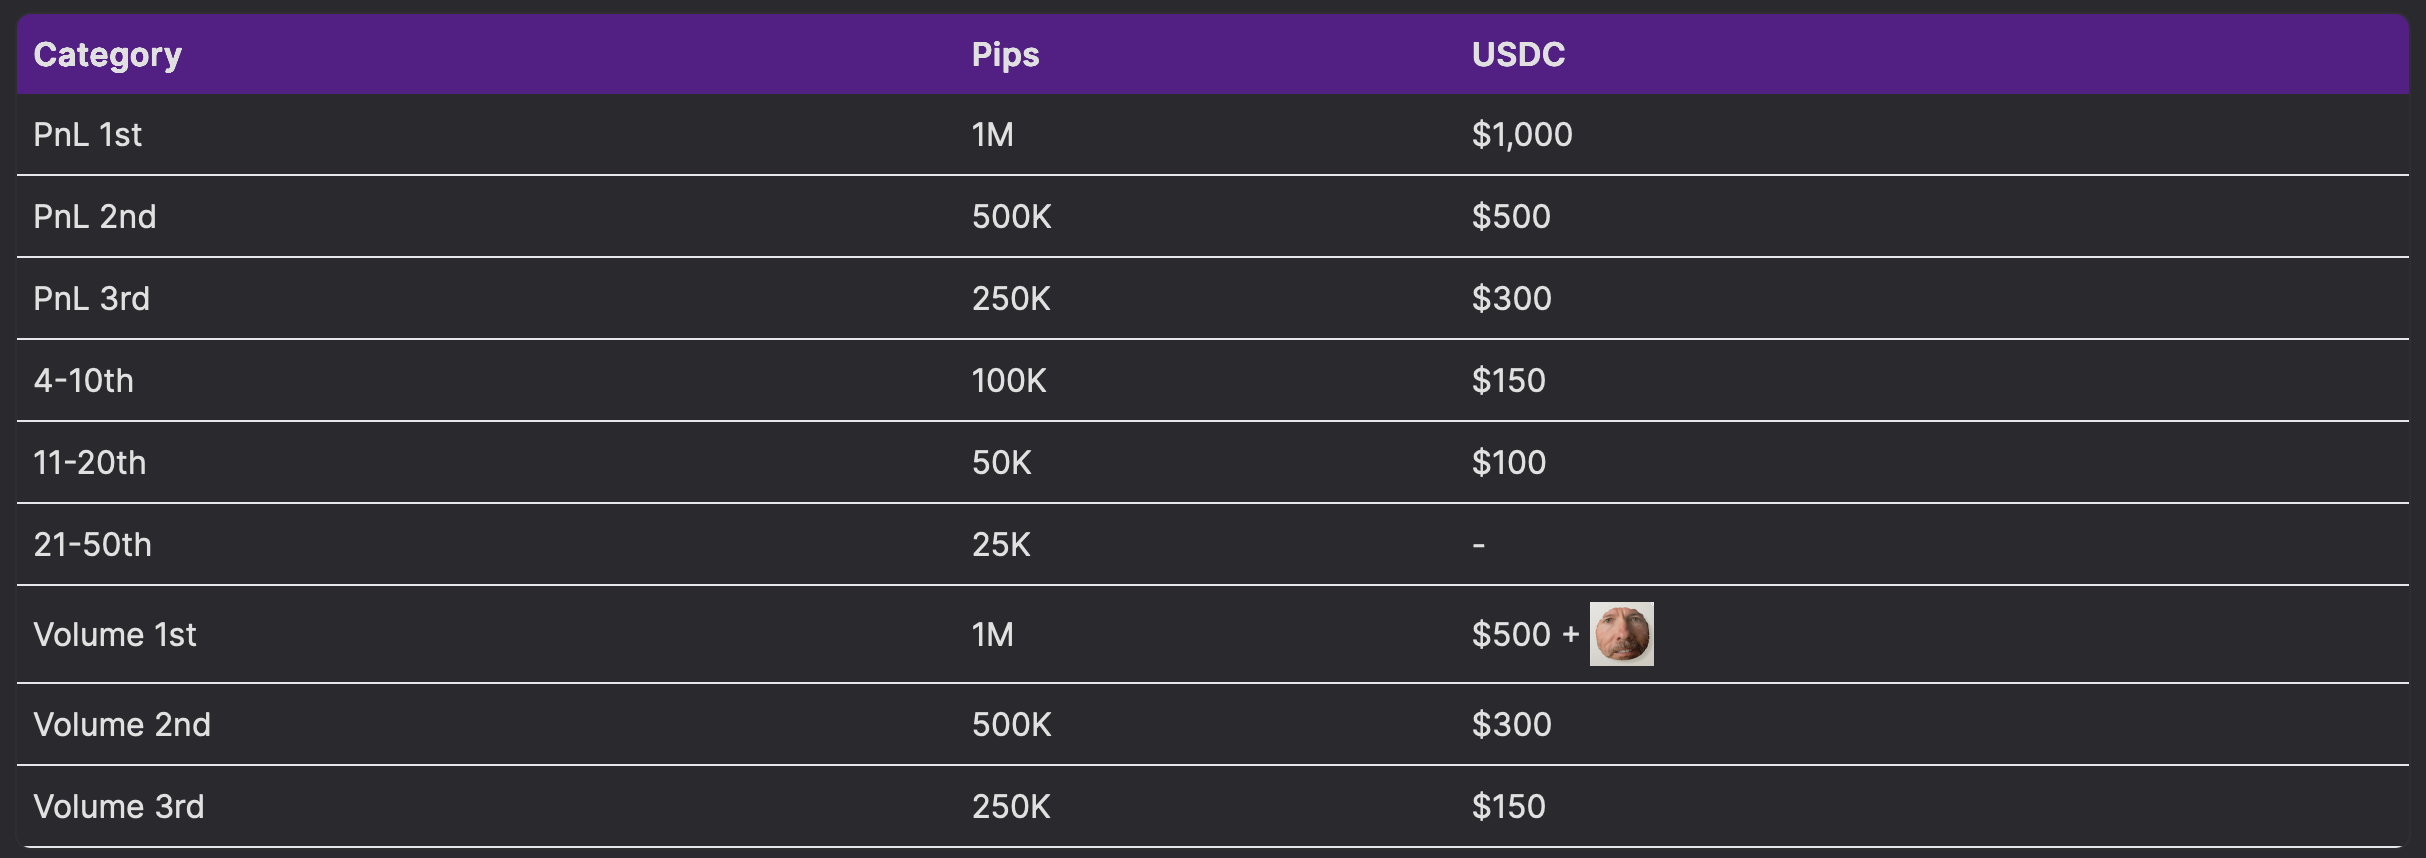 Category Pips USDC
PnL 1st 1M $1,000
PnL 2nd 500K $500
PnL 3rd 250K $300
4-10th 100K $150
11-20th 50K $100
21-50th 25K -
Volume 1st 1M $500 +
Volume 2nd 500K $300
Volume 3rd 250K $150